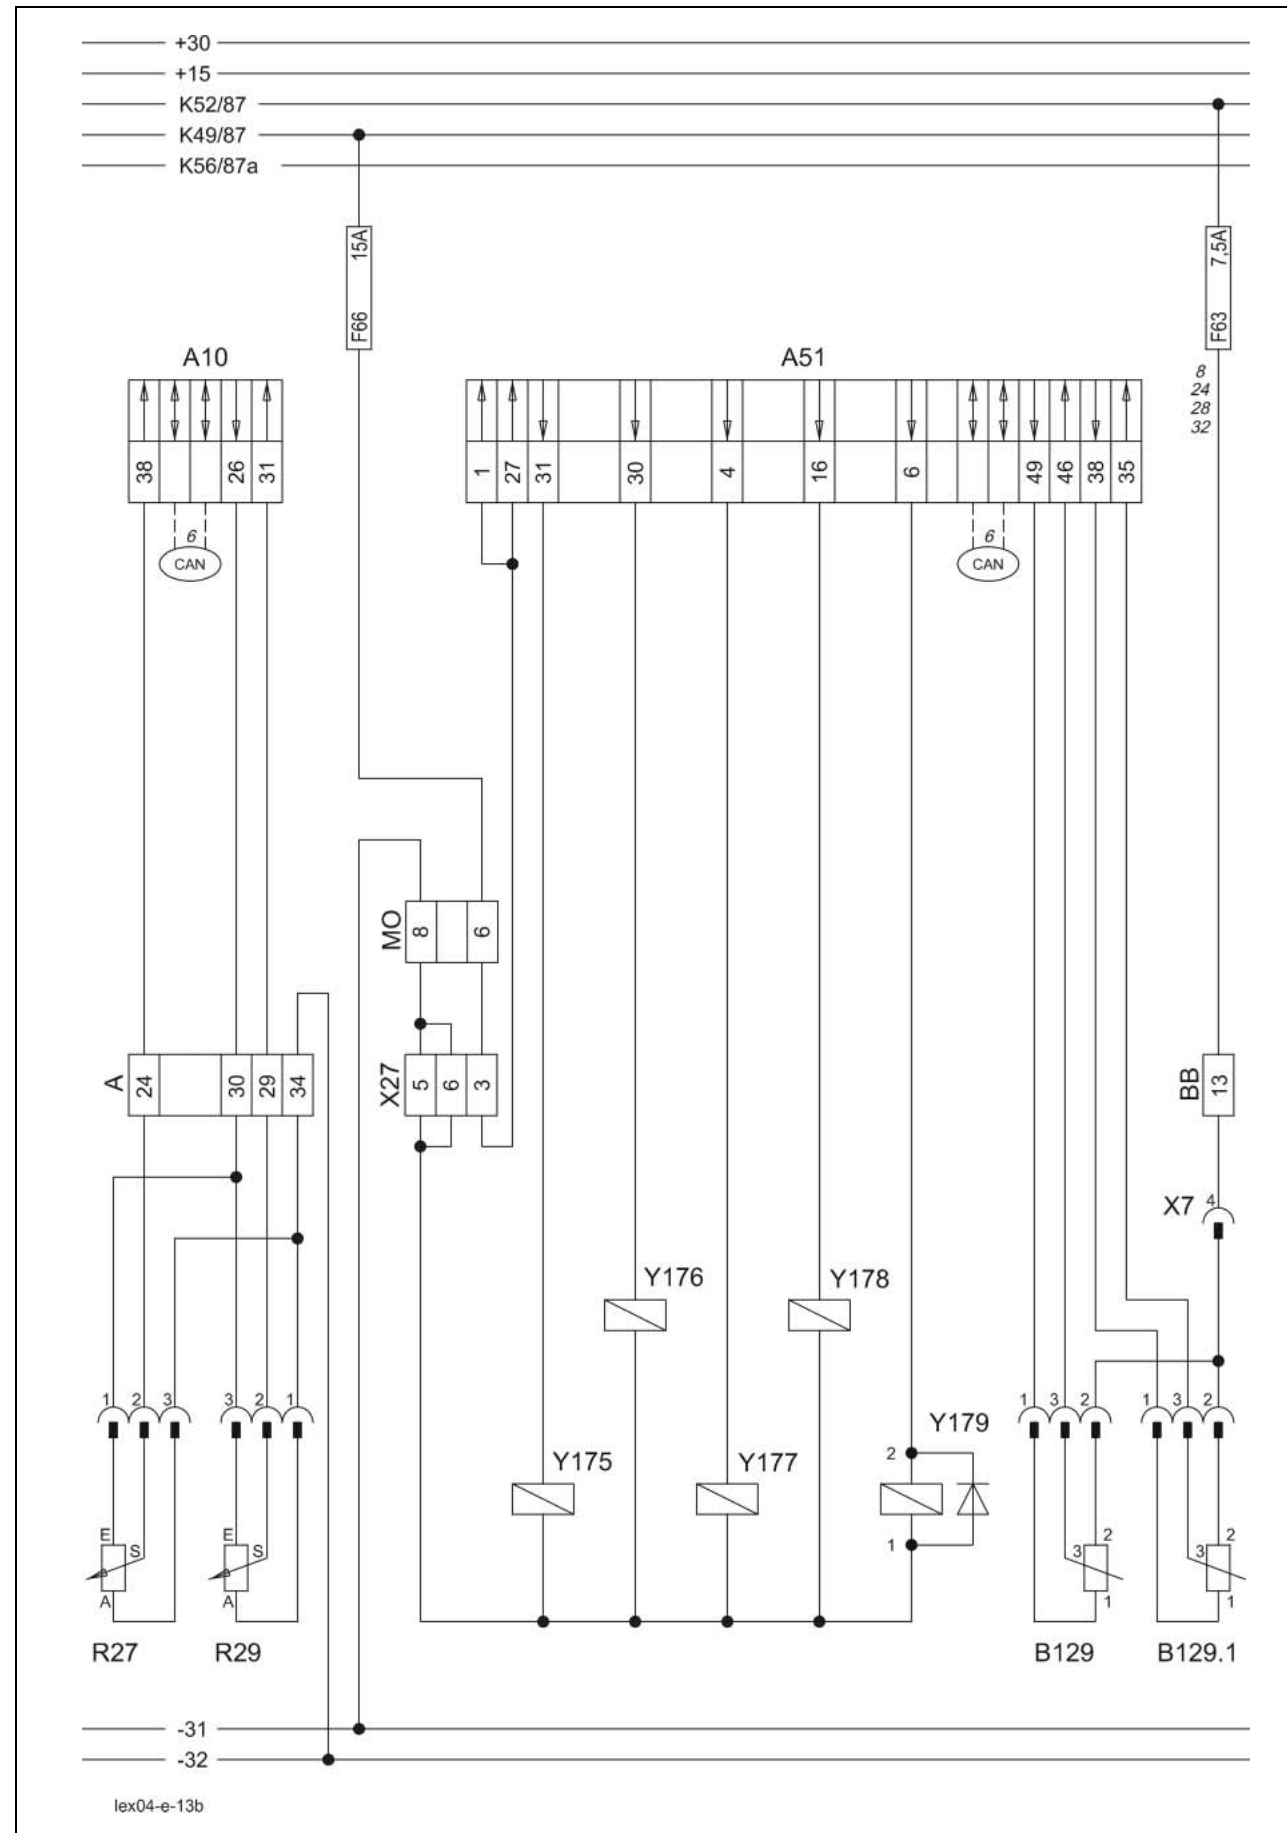 +30
+15
K52/87
K49/87
K56/87a
15A
F66
7,5A
F63
A10
A51
8
24
28
32
38
26
31
1
27
31
30
4
16
6
49
46
38
35
6
CAN
6
CAN
MO
8
6
A
24
30
29
34
X27
5
6
3
BB
13
X7
4
Y176
Y178
1
2
3
3
2
1
1
3
2
1
3
2
Y175
Y177
Y179
2
1
E
S
A
E
S
A
2
3
1
2
3
1
R27
R29
B129
B129.1
-31
-32
lex04-e-13b